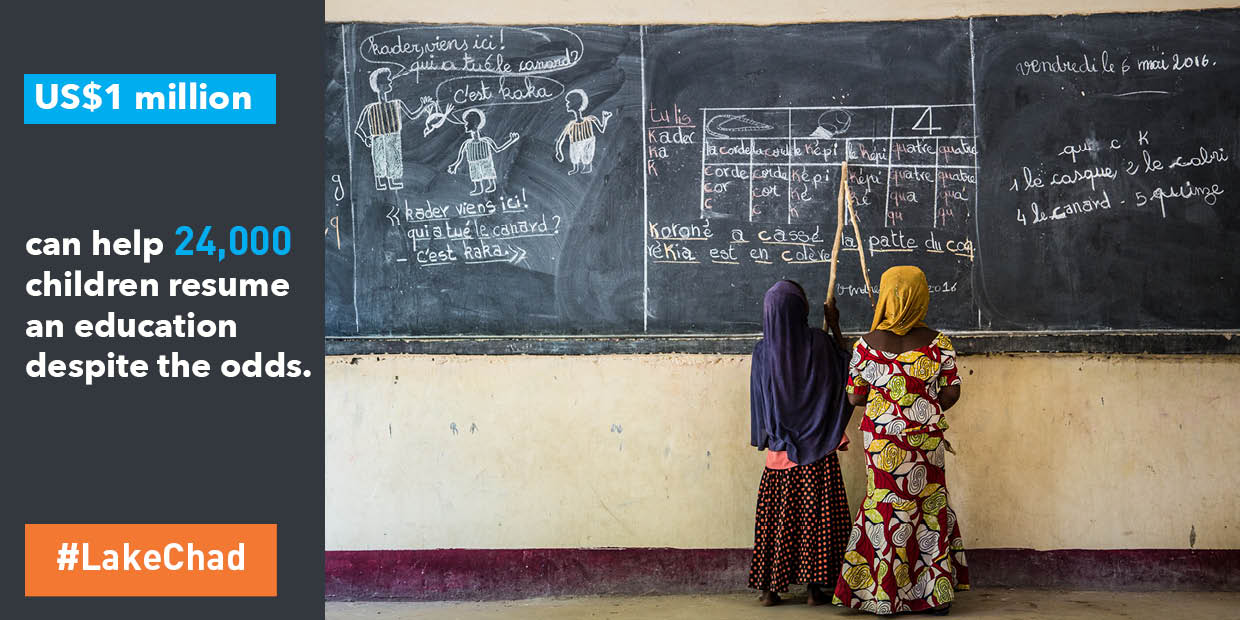 US$1 million
can help 24,000
children resume
an education
despite the odds.
#LakeChad
kader, viens ici!
qui a tué le canard?
c'est kaka
« kader viens ici!
qui a tué le canard?
- c'est kaka.»
g
q
tu lis
kader
ka
k
4
la corde la corde le képi le képi quatre quatre
corde corde képi képi quatre quatre
cor cor ké ké qua qua
c c k k qu qu
Koroné a cassé la patte du coq
rékia est en colère
2016
vendredi le 6 mai 2016.
qu c K
1 le casque 2 le cabri
4 le canard - 5 quinze